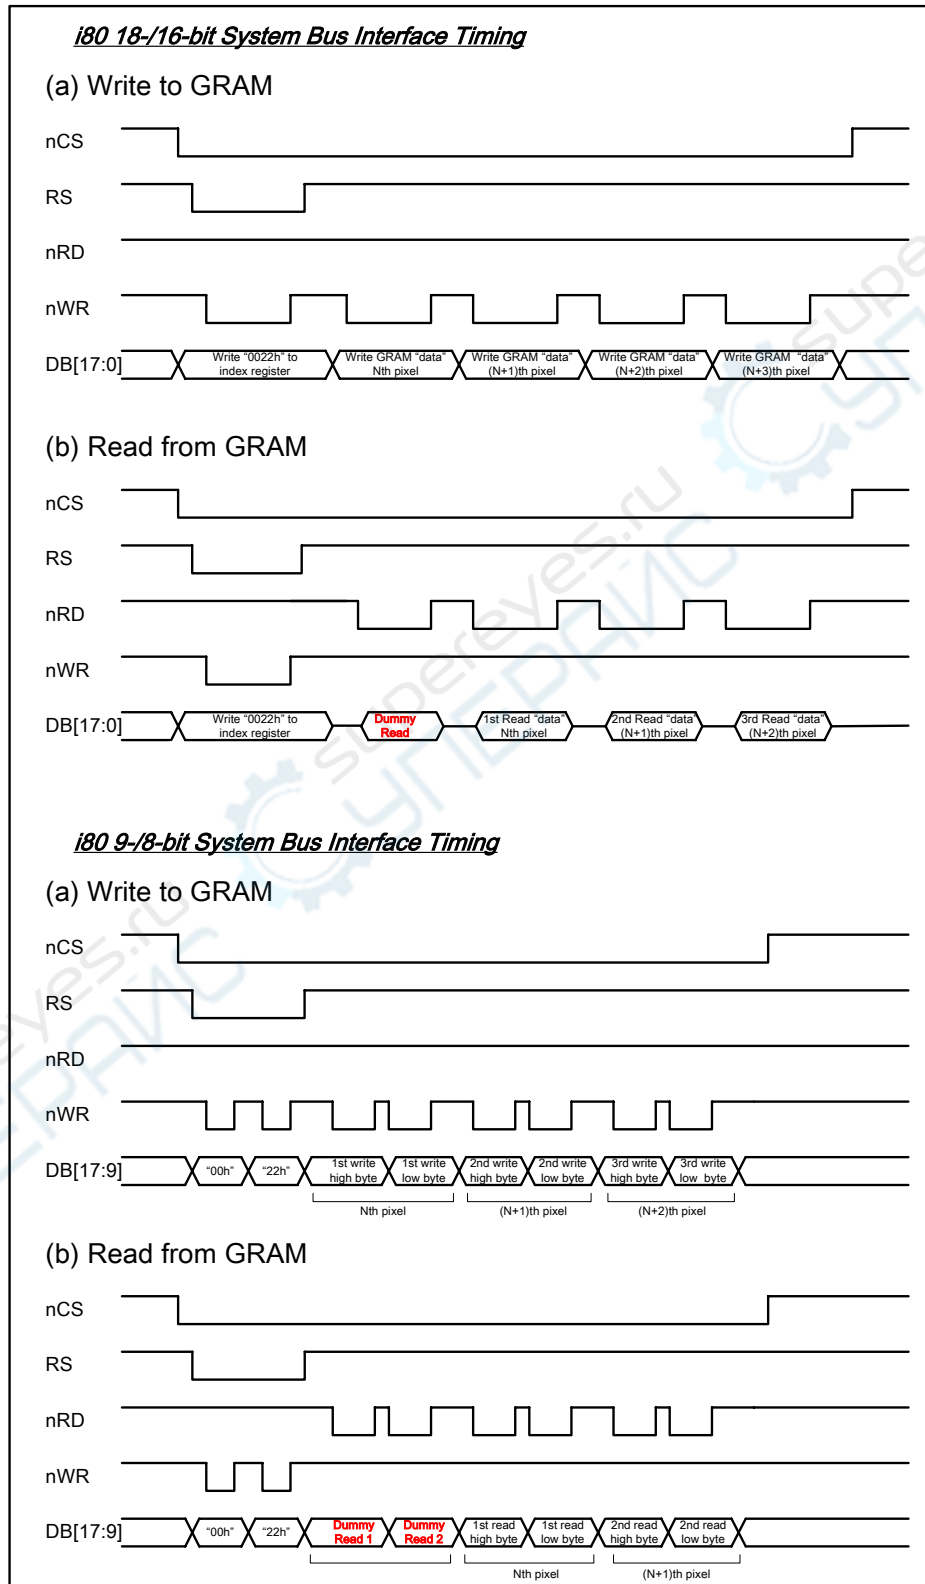 i80 18-/16-bit System Bus Interface Timing
(a) Write to GRAM
nCS
RS
nRD
nWR
DB[17:0]
Write “0022h” to
index register
Write GRAM “data”
Nth pixel
Write GRAM “data”
(N+1)th pixel
Write GRAM “data”
(N+2)th pixel
Write GRAM “data”
(N+3)th pixel
(b) Read from GRAM
nCS
RS
nRD
nWR
DB[17:0]
Write “0022h” to
index register
Dummy
Read
1st Read “data”
Nth pixel
2nd Read “data”
(N+1)th pixel
3rd Read “data”
(N+2)th pixel
i80 9-/8-bit System Bus Interface Timing
(a) Write to GRAM
nCS
RS
nRD
nWR
DB[17:9]
“00h”
“22h”
1st write
high byte
1st write
low byte
2nd write
high byte
2nd write
low byte
3rd write
high byte
3rd write
low byte
Nth pixel
(N+1)th pixel
(N+2)th pixel
(b) Read from GRAM
nCS
RS
nRD
nWR
DB[17:9]
“00h”
“22h”
Dummy
Read 1
Dummy
Read 2
1st read
high byte
1st read
low byte
2nd read
high byte
2nd read
low byte
Nth pixel
(N+1)th pixel
supereyes.ru
СУПЕРАЙС